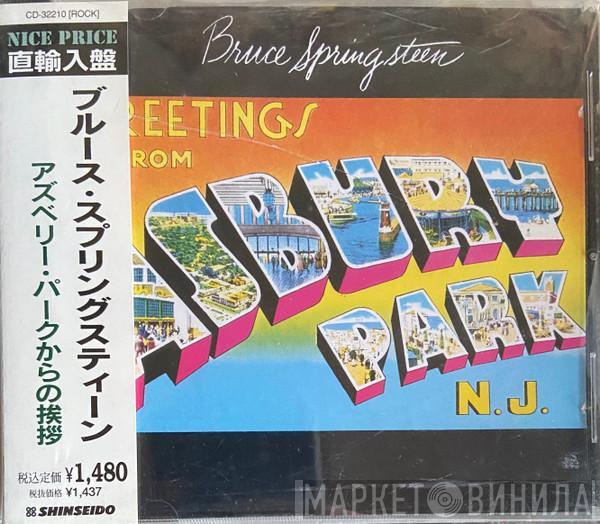 CD-32210 [ROCK]
NICE PRICE
直輸入盤
ブルース・スプリングスティーン
アズベリー・パークからの挨拶
税込定価 ¥1,480
税抜価格 ¥1,437
SHINSEIDO
Bruce Springsteen
REETINGS
ROM
ASBURY
PARK
N.J.
МАРКЕТ ВИНИЛА